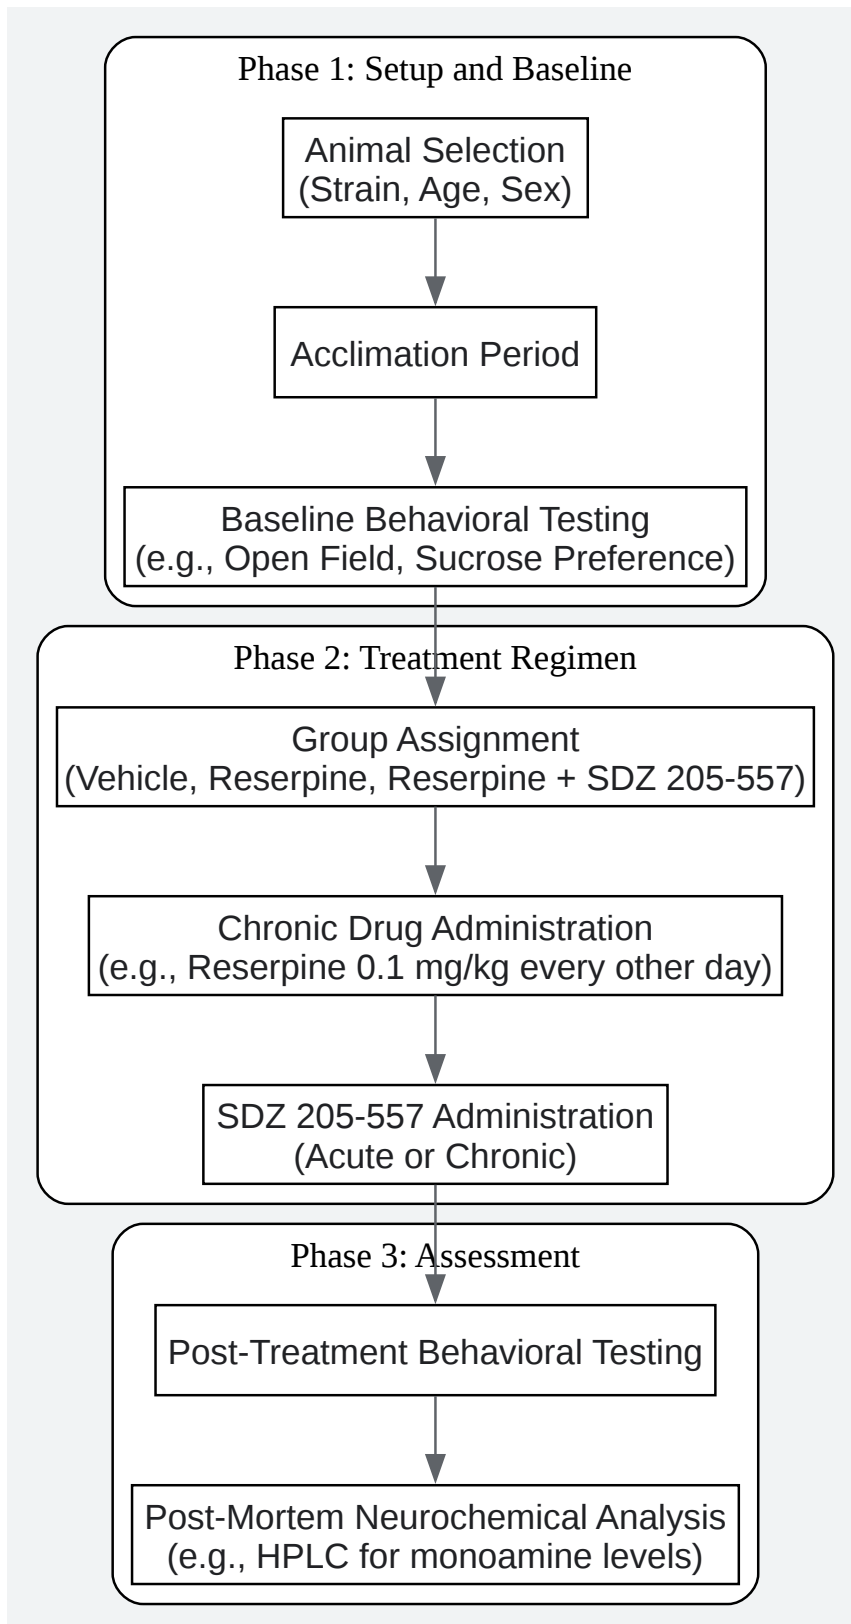 Phase 1: Setup and Baseline
Animal Selection
(Strain, Age, Sex)
Acclimation Period
Baseline Behavioral Testing
(e.g., Open Field, Sucrose Preference)
Phase 2: Treatment Regimen
Group Assignment
(Vehicle, Reserpine, Reserpine + SDZ 205-557)
Chronic Drug Administration
(e.g., Reserpine 0.1 mg/kg every other day)
SDZ 205-557 Administration
(Acute or Chronic)
Phase 3: Assessment
Post-Treatment Behavioral Testing
Post-Mortem Neurochemical Analysis
(e.g., HPLC for monoamine levels)